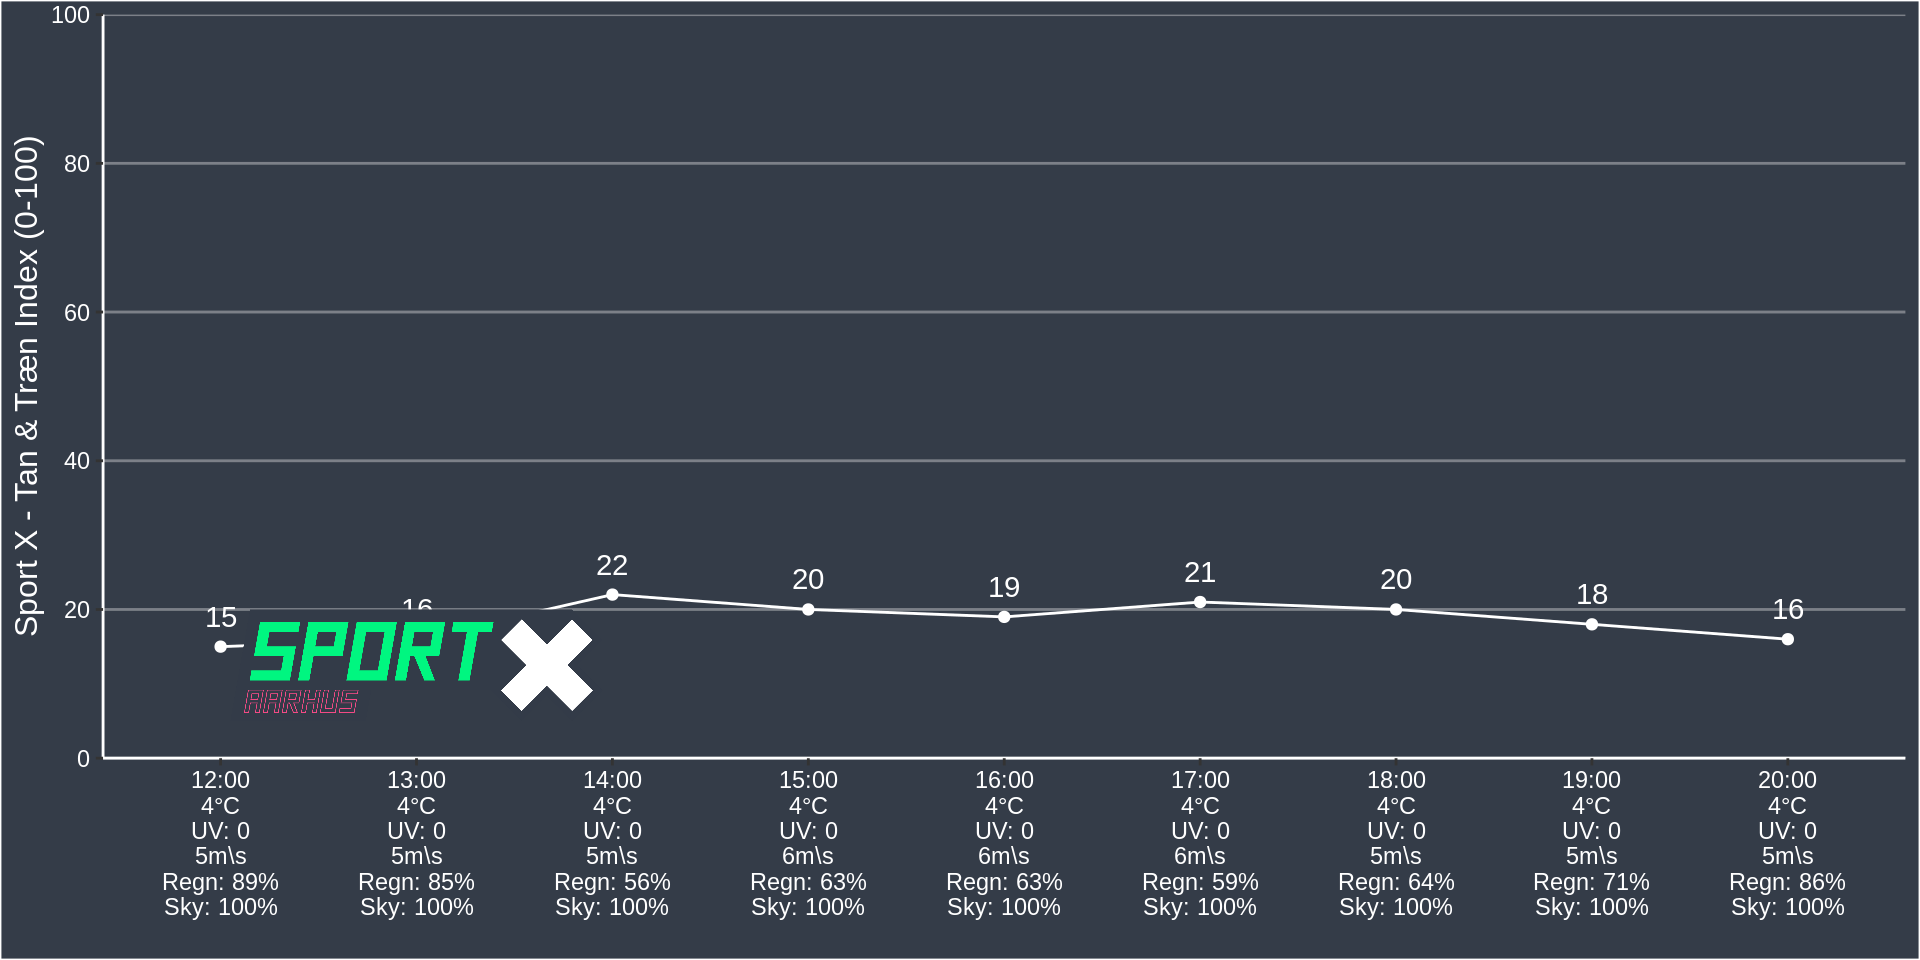 Sport X - Tan & Træn Index (0-100)
100
80
60
40
20
0
15
16
22
20
19
21
20
18
16
SPORT X
AARHUS
12:00 13:00 14:00 15:00 16:00 17:00 18:00 19:00 20:00
4°C 4°C 4°C 4°C 4°C 4°C 4°C 4°C 4°C
UV: 0 UV: 0 UV: 0 UV: 0 UV: 0 UV: 0 UV: 0 UV: 0 UV: 0
5m\s 5m\s 5m\s 6m\s 6m\s 6m\s 5m\s 5m\s 5m\s
Regn: 89% Regn: 85% Regn: 56% Regn: 63% Regn: 63% Regn: 59% Regn: 64% Regn: 71% Regn: 86%
Sky: 100% Sky: 100% Sky: 100% Sky: 100% Sky: 100% Sky: 100% Sky: 100% Sky: 100% Sky: 100%